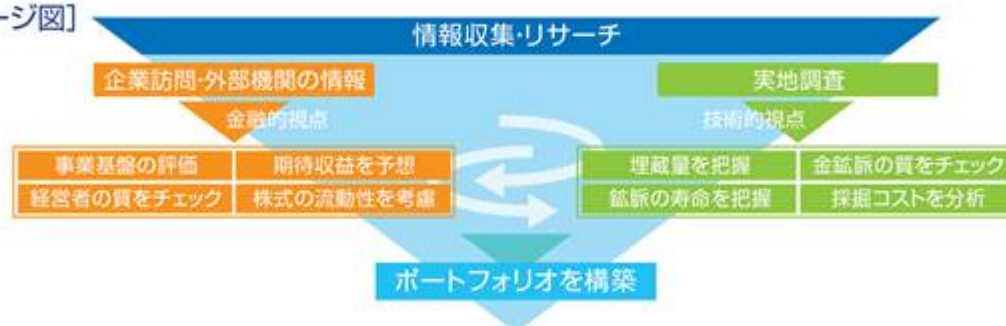 ージ図]
情報収集・リサーチ
企業訪問・外部機関の情報
実地調査
金融的視点
技術的視点
事業基盤の評価
期待収益を予想
経営者の質をチェック
株式の流動性を考慮
埋蔵量を把握
金鉱脈の質をチェック
鉱脈の寿命を把握
採掘コストを分析
ポートフォリオを構築